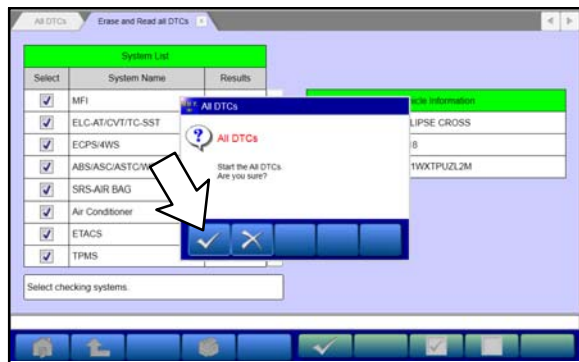 All DTCs
Erase and Read all DTCs
System List
Select System Name Results
MFI
ELC-AT/CVT/TC-SST
ECPS/4WS
ABS/ASC/ASTC/W
SRS-AIR BAG
Air Conditioner
ETACS
TPMS
Select checking systems.
All DTCs
All DTCs
Start the All DTCs.
Are you sure?
icle Information
LIPSE CROSS
8
1WXTPUZL2M